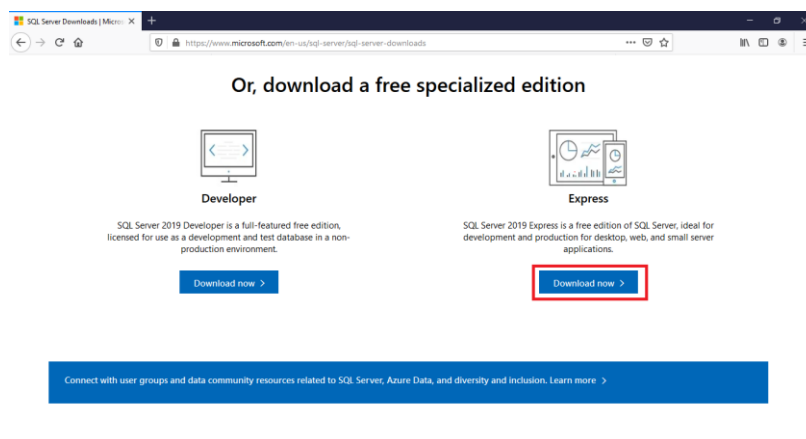 SQL Server Downloads | Micros
https://www.microsoft.com/en-us/sql-server/sql-server-downloads
Or, download a free specialized edition
Developer
SQL Server 2019 Developer is a full-featured free edition,
licensed for use as a development and test database in a non-
production environment.
Download now
Express
SQL Server 2019 Express is a free edition of SQL Server, ideal for
development and production for desktop, web, and small server
applications.
Download now
Connect with user groups and data community resources related to SQL Server, Azure Data, and diversity and inclusion. Learn more